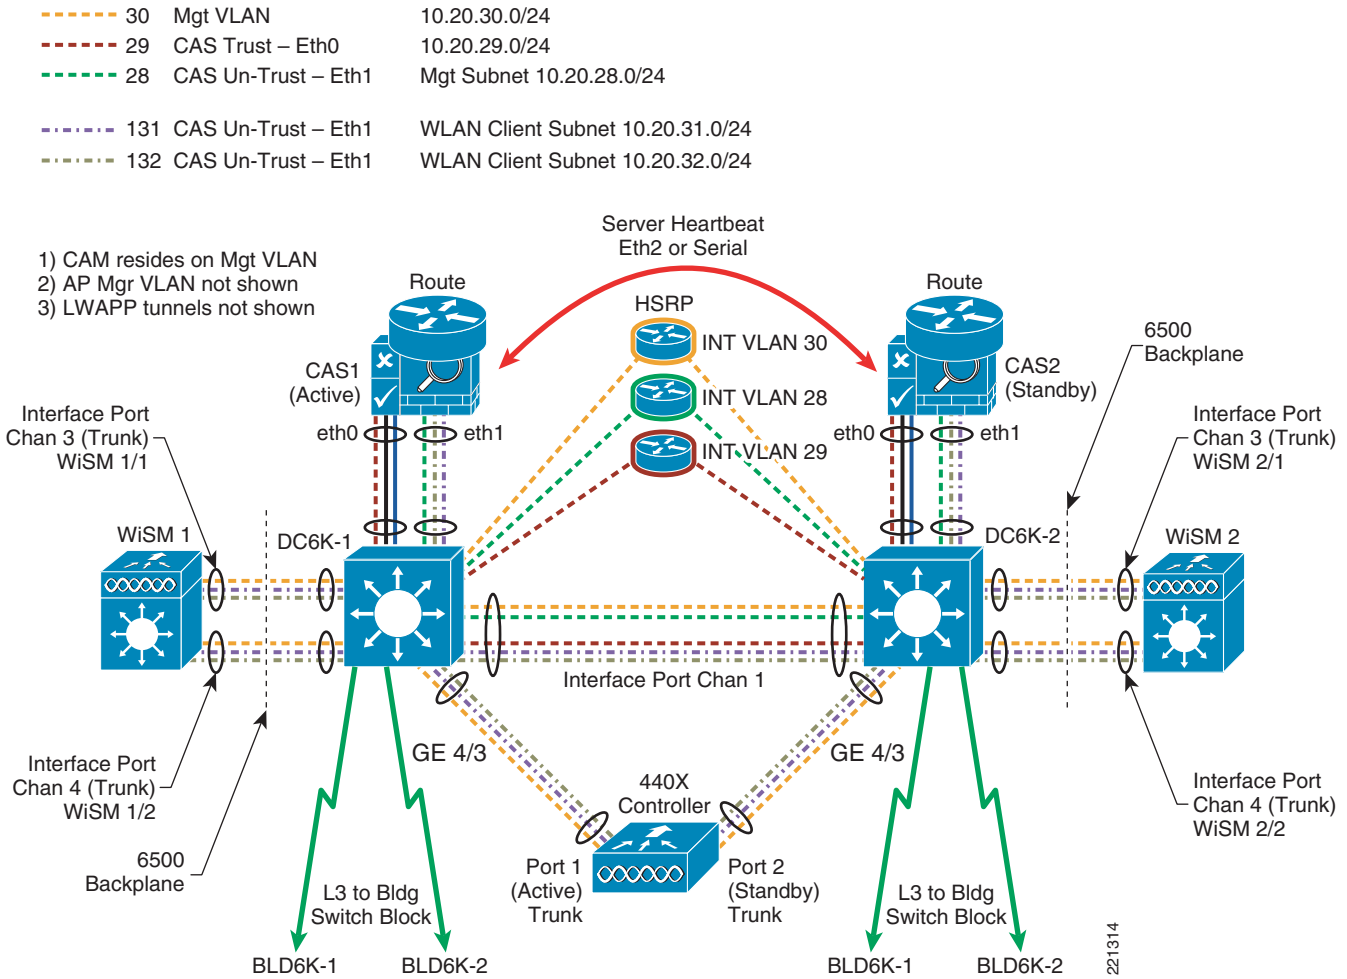 30 Mgt VLAN 10.20.30.0/24
29 CAS Trust – Eth0 10.20.29.0/24
28 CAS Un-Trust – Eth1 Mgt Subnet 10.20.28.0/24
131 CAS Un-Trust – Eth1 WLAN Client Subnet 10.20.31.0/24
132 CAS Un-Trust – Eth1 WLAN Client Subnet 10.20.32.0/24
1) CAM resides on Mgt VLAN
2) AP Mgr VLAN not shown
3) LWAPP tunnels not shown
Server Heartbeat
Eth2 or Serial
Route
HSRP
Route
INT VLAN 30
INT VLAN 28
INT VLAN 29
6500
Backplane
CAS1
(Active)
CAS2
(Standby)
Interface Port
Chan 3 (Trunk)
WiSM 1/1
eth0
eth1
eth0
eth1
Interface Port
Chan 3 (Trunk)
WiSM 2/1
WiSM 1
DC6K-1
DC6K-2
WiSM 2
Interface Port Chan 1
GE 4/3
GE 4/3
Interface Port
Chan 4 (Trunk)
WiSM 1/2
440X
Controller
Interface Port
Chan 4 (Trunk)
WiSM 2/2
6500
Backplane
Port 1
(Active)
Trunk
Port 2
(Standby)
Trunk
L3 to Bldg
Switch Block
L3 to Bldg
Switch Block
BLD6K-1
BLD6K-2
BLD6K-1
BLD6K-2
221314